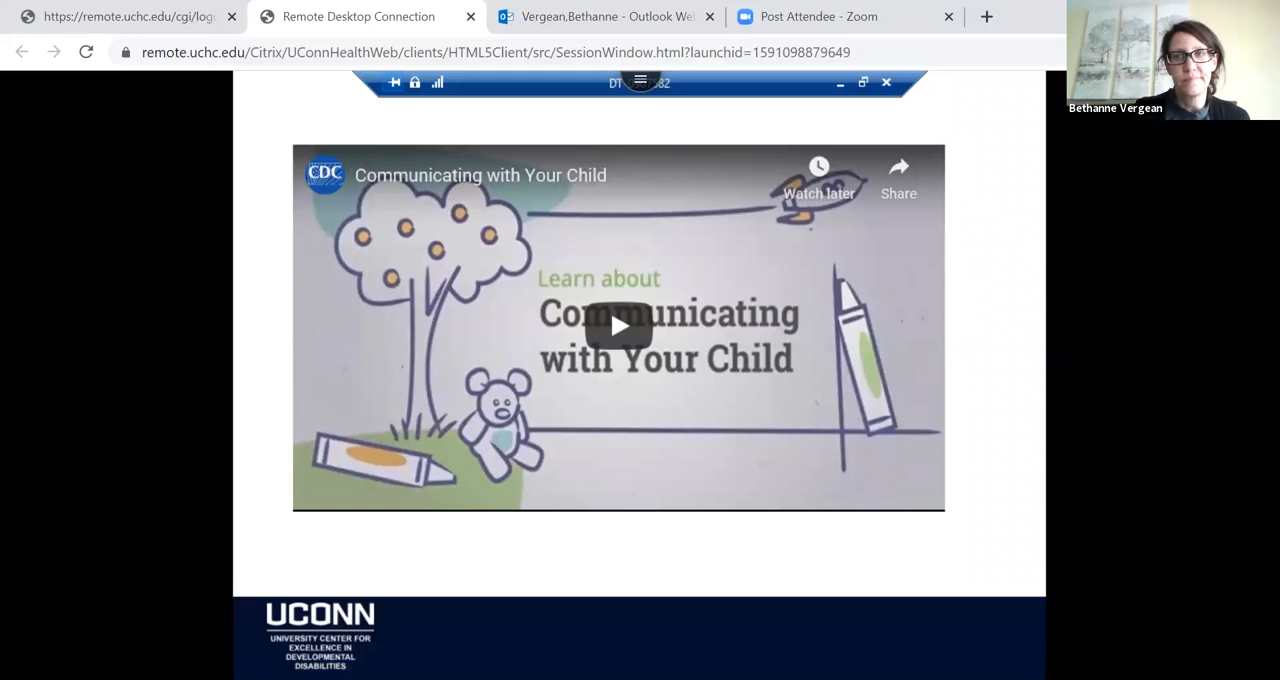 https://remote.uchc.edu/cgi/logo
Remote Desktop Connection
Vergean,Bethanne - Outlook We
Post Attendee - Zoom
remote.uchc.edu/Citrix/UConnHealthWeb/clients/HTML5Client/src/SessionWindow.html?launchid=1591098879649
Bethanne Vergean
CDC
Communicating with Your Child
Watch later
Share
Learn about
Communicating
with Your Child
UCONN
UNIVERSITY CENTER FOR
EXCELLENCE IN
DEVELOPMENTAL
DISABILITIES